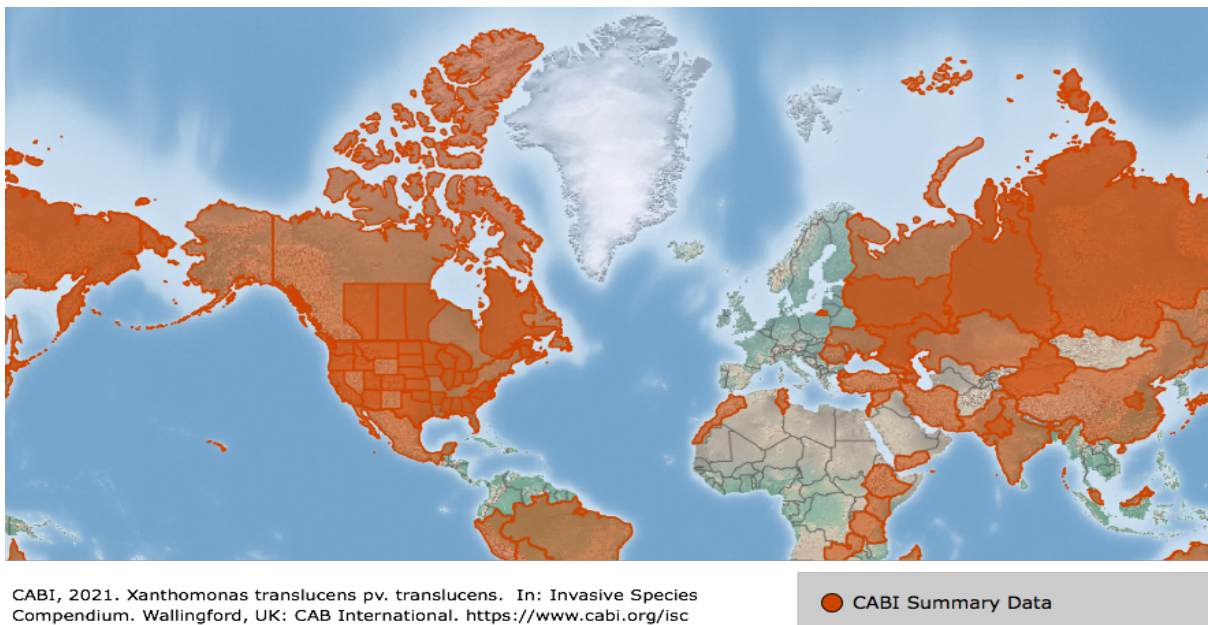 CABI, 2021. Xanthomonas translucens pv. translucens. In: Invasive Species
Compendium. Wallingford, UK: CAB International. https://www.cabi.org/isc
CABI Summary Data